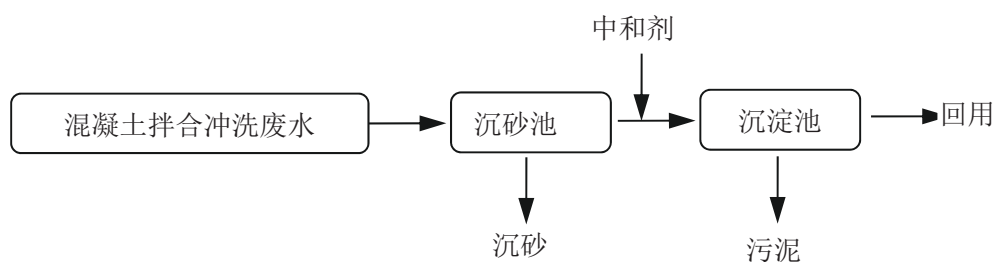 中和剂
混凝土拌合冲洗废水
沉砂池
沉淀池
回用
沉砂
污泥